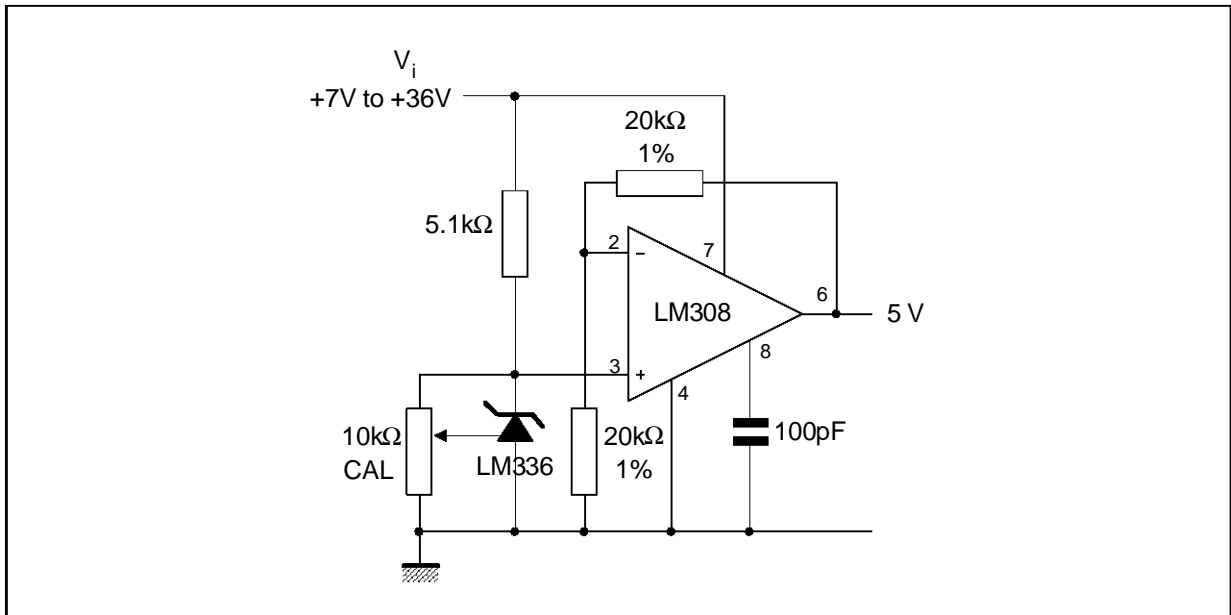 Vi
+7V to +36V
20kΩ
1%
5.1kΩ
2
−
7
LM308
6
5 V
8
3
+
4
10kΩ
CAL
LM336
20kΩ
1%
100pF